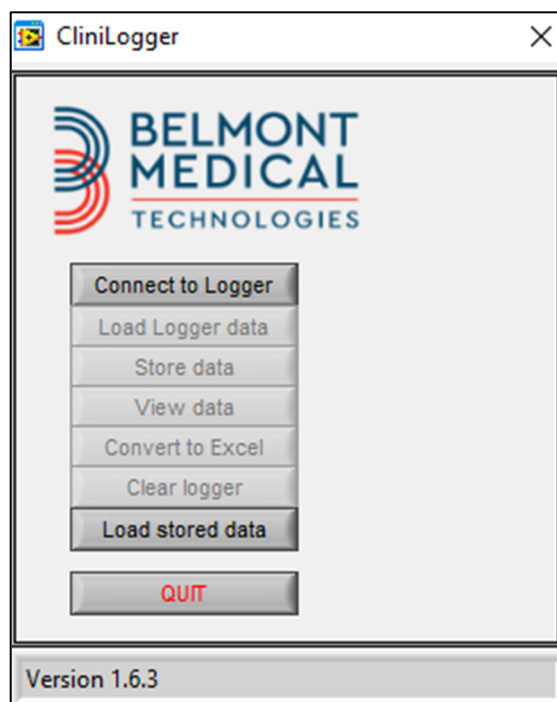 CliniLogger
BELMONT
MEDICAL
TECHNOLOGIES
Connect to Logger
Load Logger data
Store data
View data
Convert to Excel
Clear logger
Load stored data
QUIT
Version 1.6.3